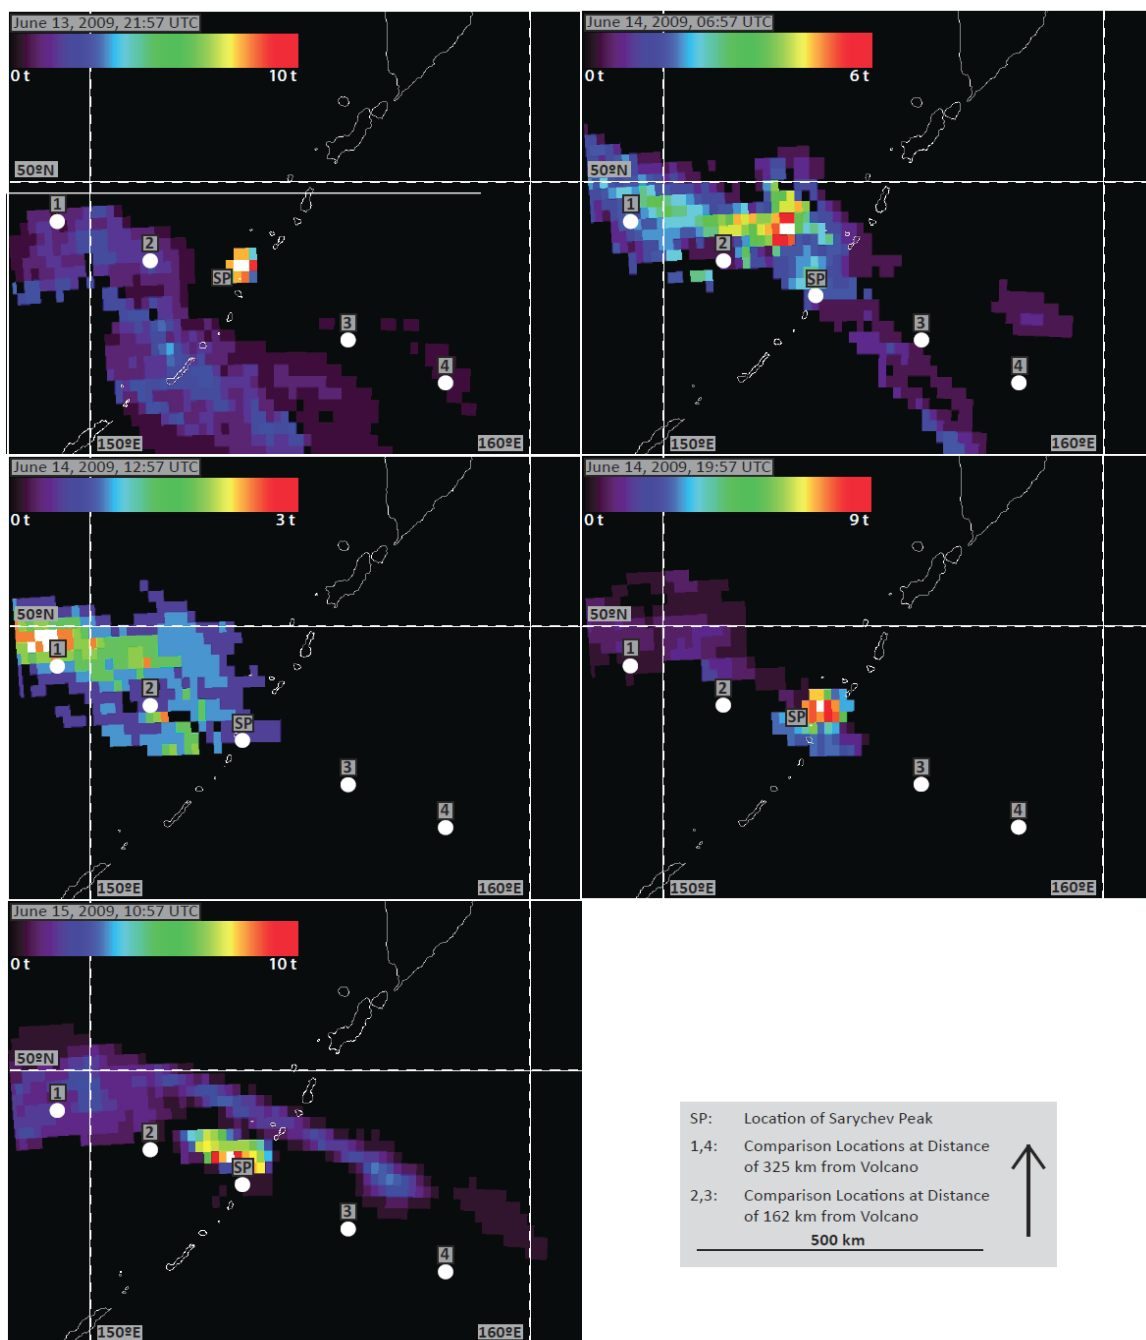 June 13, 2009, 21:57 UTC
0 t
10 t
50ºN
1
2
SP
3
4
150ºE
160ºE
June 14, 2009, 06:57 UTC
0 t
6 t
50ºN
1
2
SP
3
4
150ºE
160ºE
June 14, 2009, 12:57 UTC
0 t
3 t
50ºN
1
2
SP
3
4
150ºE
160ºE
June 14, 2009, 19:57 UTC
0 t
9 t
50ºN
1
2
SP
3
4
150ºE
160ºE
June 15, 2009, 10:57 UTC
0 t
10 t
50ºN
1
2
SP
3
4
150ºE
160ºE
SP: Location of Sarychev Peak
1,4: Comparison Locations at Distance
of 325 km from Volcano
2,3: Comparison Locations at Distance
of 162 km from Volcano
500 km